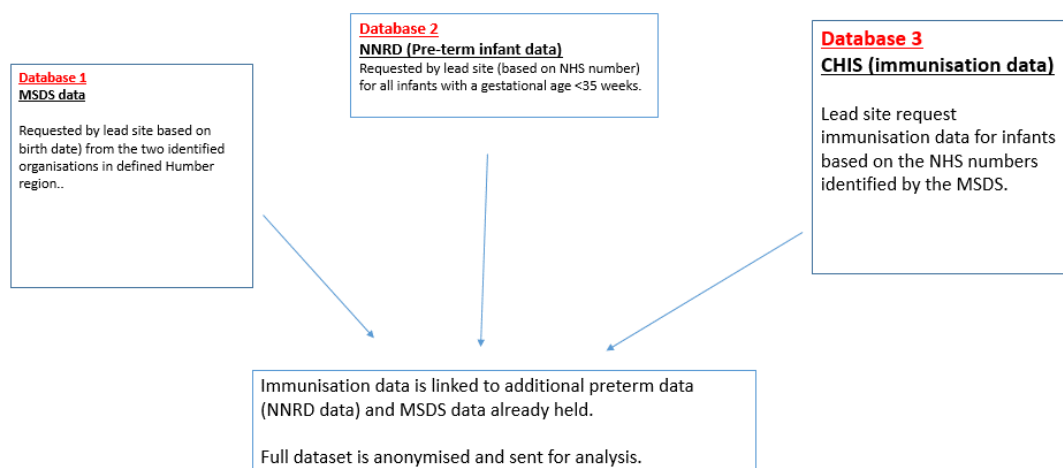 Database 1
MSDS data
Requested by lead site based on
birth date) from the two identified
organisations in defined Humber
region..
Database 2
NNRD (Pre-term infant data)
Requested by lead site (based on NHS number)
for all infants with a gestational age <35 weeks.
Database 3
CHIS (immunisation data)
Lead site request
immunisation data for infants
based on the NHS numbers
identified by the MSDS.
Immunisation data is linked to additional preterm data
(NNRD data) and MSDS data already held.
Full dataset is anonymised and sent for analysis.